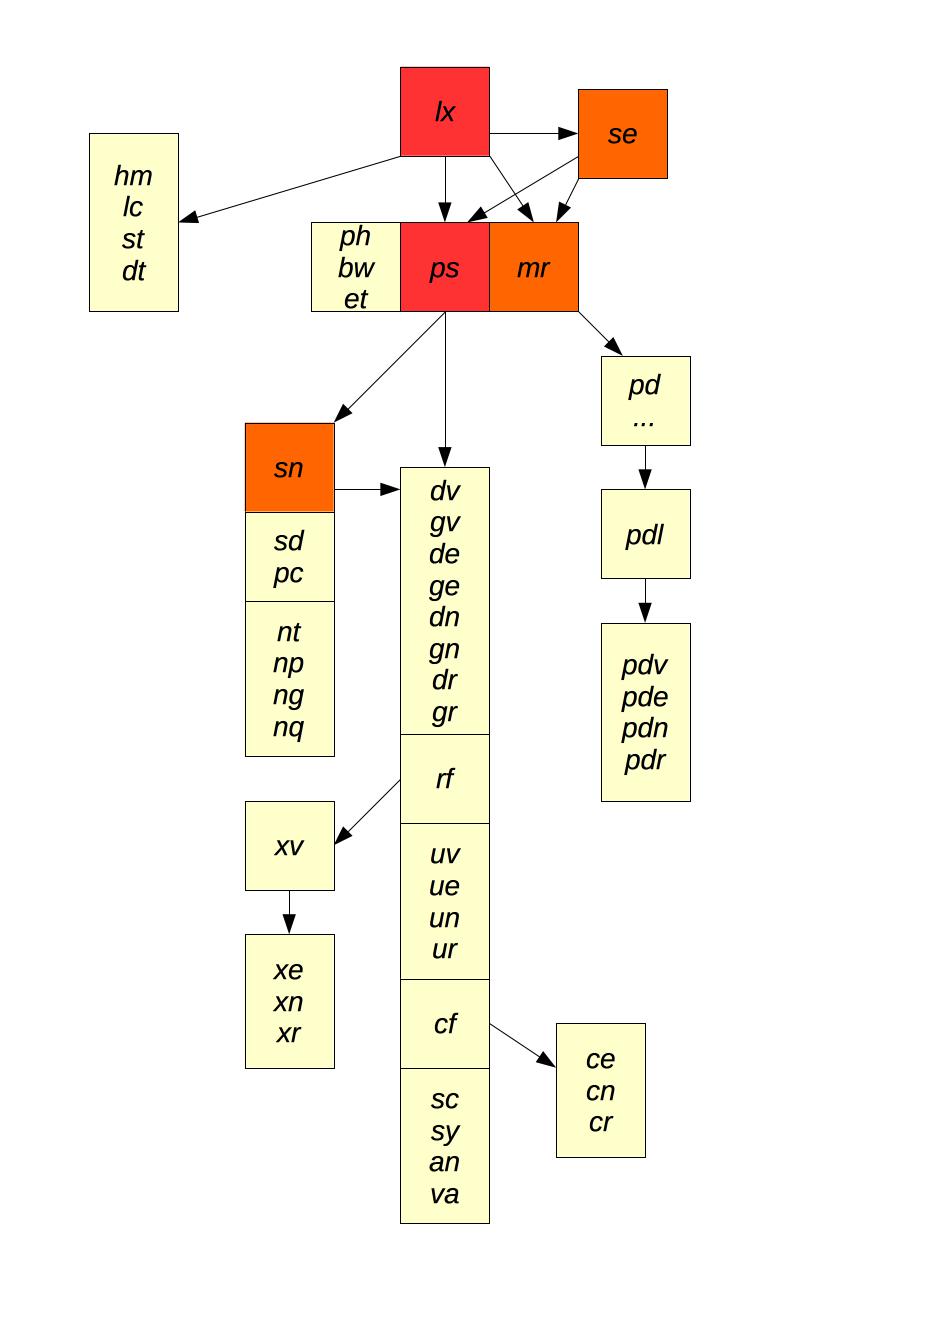 lx
se
hm
lc
st
dt
ph
bw
et
ps
mr
pd
...
sn
sd
pc
nt
np
ng
nq
dv
gv
de
ge
dn
gn
dr
gr
pdl
pdv
pde
pdn
pdr
rf
xv
uv
ue
un
ur
xe
xn
xr
cf
ce
cn
cr
sc
sy
an
va